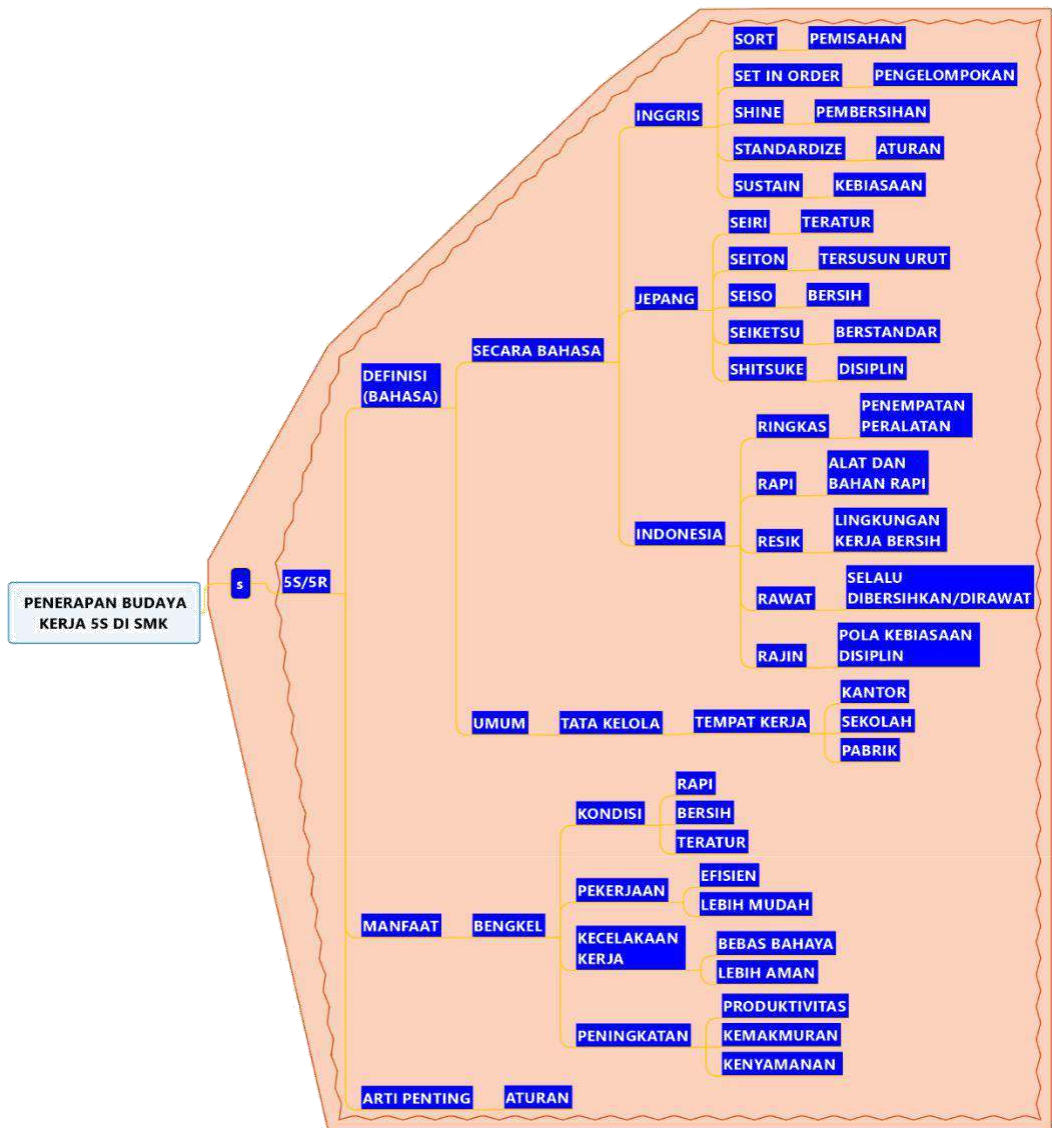 PENERAPAN BUDAYA
KERJA 5S DI SMK
s
5S/5R
DEFINISI
(BAHASA)
SECARA BAHASA
INGGRIS
SORT
PEMISAHAN
SET IN ORDER
PENGELOMPOKAN
SHINE
PEMBERSIHAN
STANDARDIZE
ATURAN
SUSTAIN
KEBIASAAN
JEPANG
SEIRI
TERATUR
SEITON
TERSUSUN URUT
SEISO
BERSIH
SEIKETSU
BERSTANDAR
SHITSUKE
DISIPLIN
INDONESIA
RINGKAS
PENEMPATAN
PERALATAN
RAPI
ALAT DAN
BAHAN RAPI
RESIK
LINGKUNGAN
KERJA BERSIH
RAWAT
SELALU
DIBERSIHKAN/DIRAWAT
RAJIN
POLA KEBIASAAN
DISIPLIN
UMUM
TATA KELOLA
TEMPAT KERJA
KANTOR
SEKOLAH
PABRIK
MANFAAT
BENGKEL
KONDISI
RAPI
BERSIH
TERATUR
PEKERJAAN
EFISIEN
LEBIH MUDAH
KECELAKAAN
KERJA
BEBAS BAHAYA
LEBIH AMAN
PENINGKATAN
PRODUKTIVITAS
KEMAKMURAN
KENYAMANAN
ARTI PENTING
ATURAN